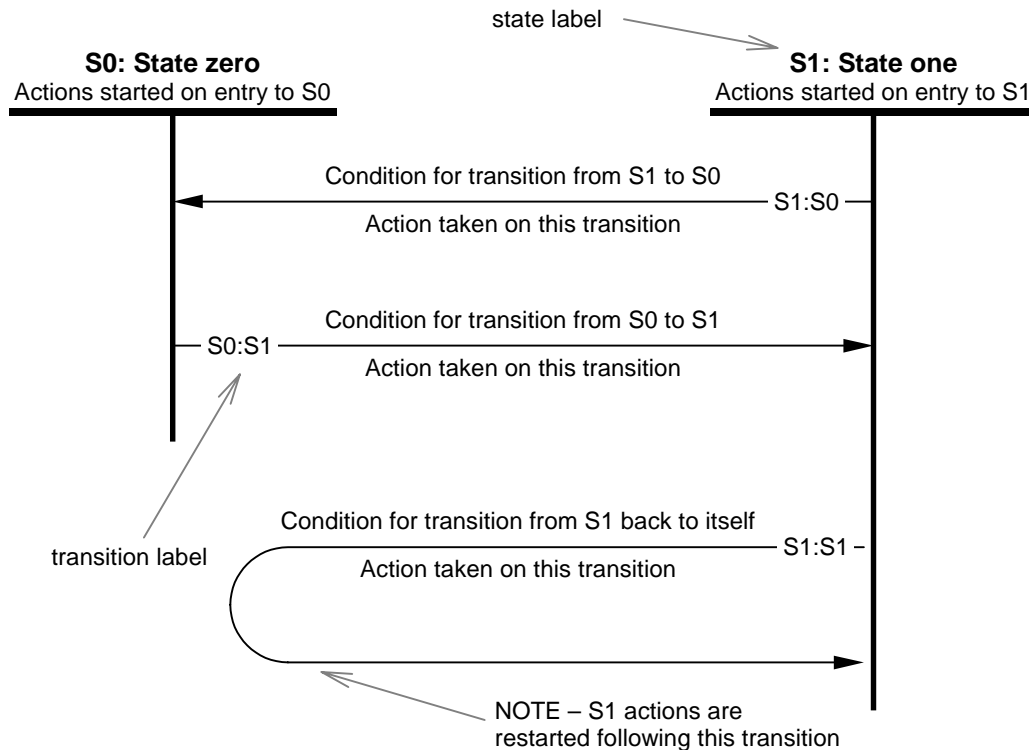 state label
S0: State zero
Actions started on entry to S0
S1: State one
Actions started on entry to S1
Condition for transition from S1 to S0
S1:S0
Action taken on this transition
Condition for transition from S0 to S1
S0:S1
Action taken on this transition
Condition for transition from S1 back to itself
S1:S1
transition label
Action taken on this transition
NOTE – S1 actions are
restarted following this transition